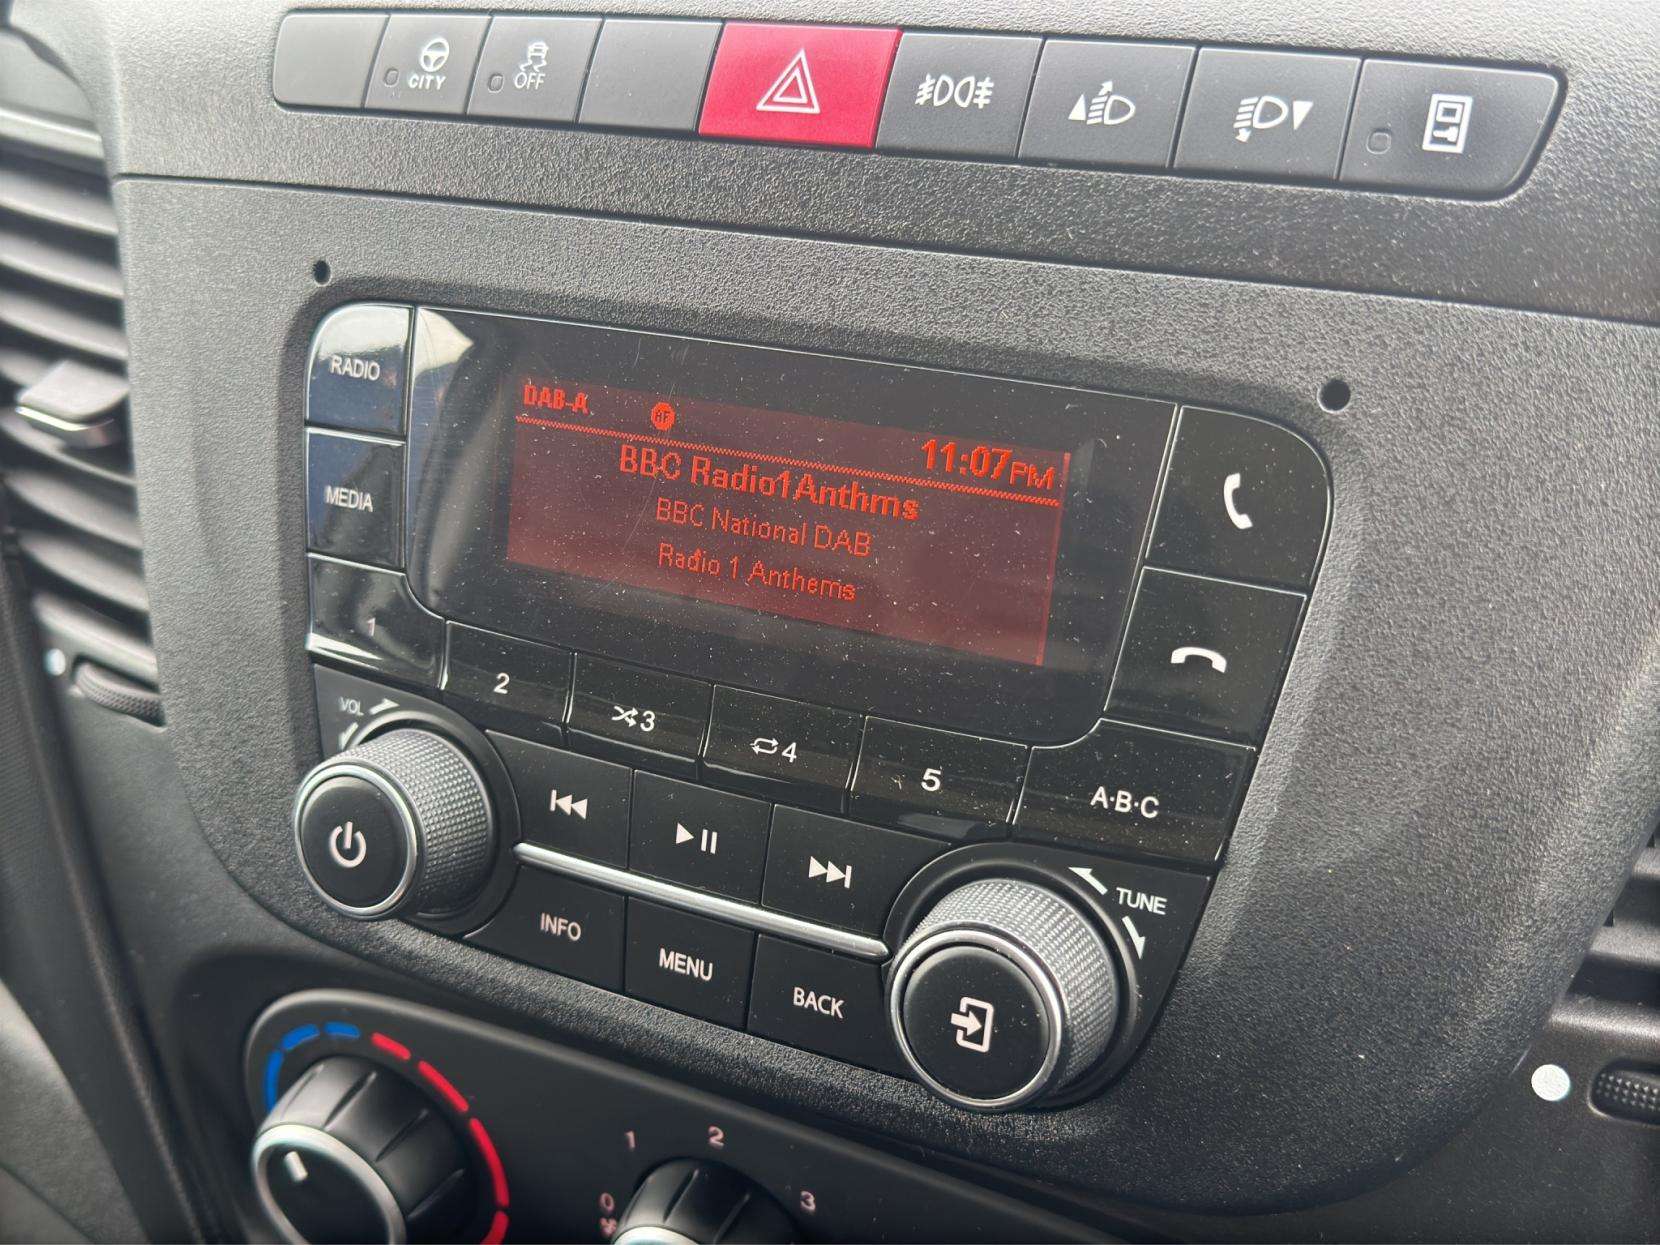 CITY
OFF
RADIO
DAB-A AF 11:07PM
BBC Radio1Anthms
BBC National DAB
Radio 1 Anthems
MEDIA
1
2
3
4
5
A·B·C
VOL
TUNE
INFO
MENU
BACK
0
1
2
3